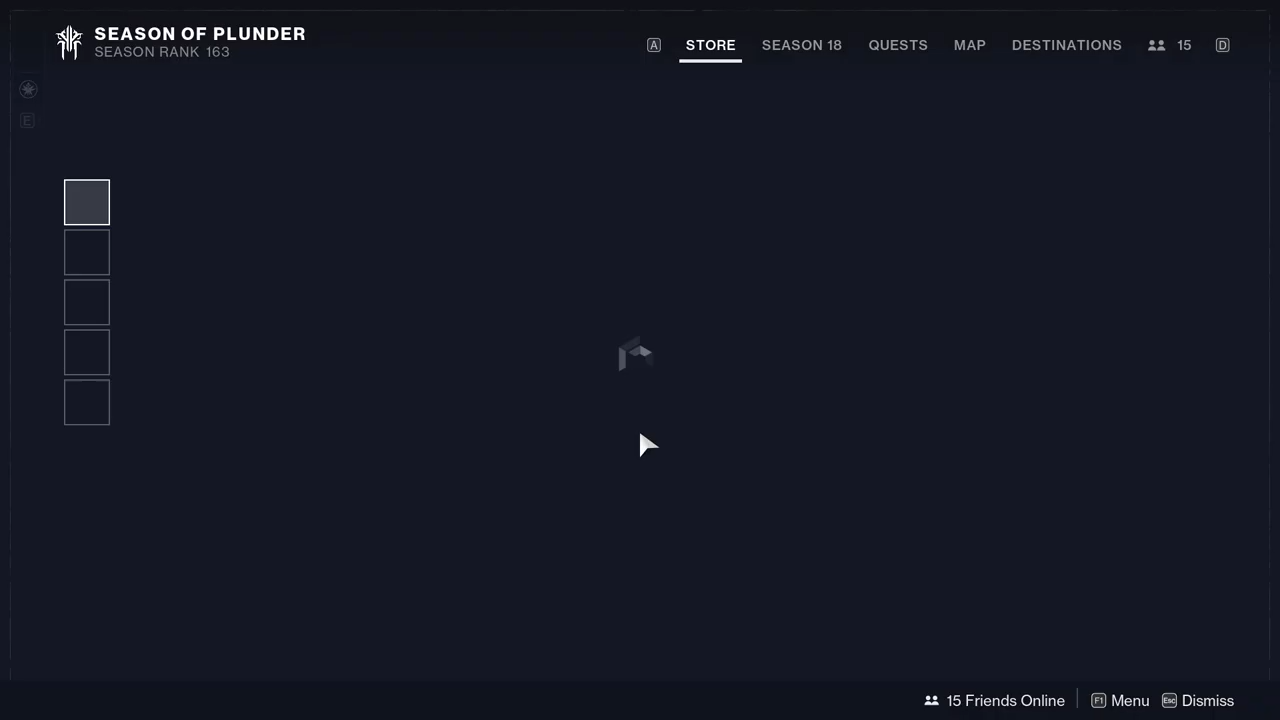 SEASON OF PLUNDER
SEASON RANK 163
A STORE SEASON 18 QUESTS MAP DESTINATIONS 15 D
E
15 Friends Online F1 Menu Esc Dismiss